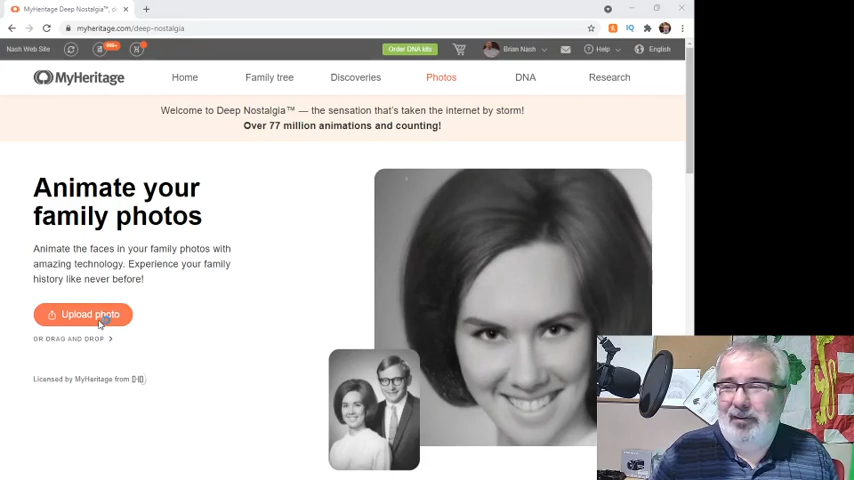 MyHeritage Deep Nostalgia™, d
myheritage.com/deep-nostalgia
Nash Web Site
Order DNA kits
Brian Nash
Help
English
MyHeritage
Home
Family tree
Discoveries
Photos
DNA
Research
Welcome to Deep Nostalgia™ — the sensation that's taken the internet by storm!
Over 77 million animations and counting!
Animate your
family photos
Animate the faces in your family photos with
amazing technology. Experience your family
history like never before!
Upload photo
OR DRAG AND DROP
Licensed by MyHeritage from D-ID